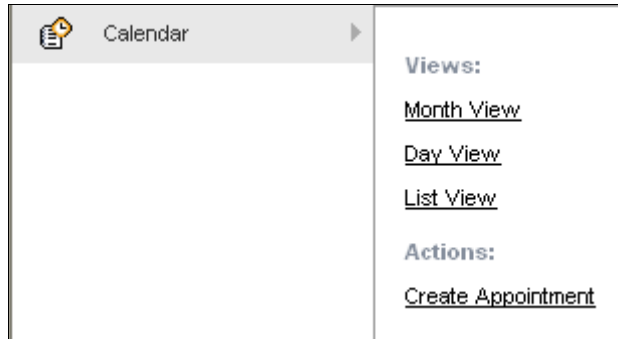 Calendar
Views:
Month View
Day View
List View
Actions:
Create Appointment